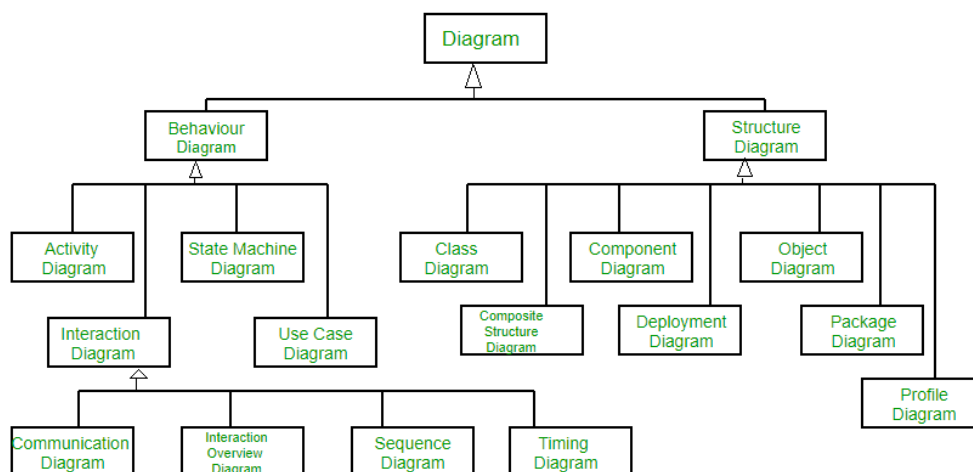 Diagram
Behaviour
Diagram
Structure
Diagram
Activity
Diagram
State Machine
Diagram
Class
Diagram
Component
Diagram
Object
Diagram
Interaction
Diagram
Use Case
Diagram
Composite
Structure
Diagram
Deployment
Diagram
Package
Diagram
Profile
Diagram
Communication
Diagram
Interaction
Overview
Diagram
Sequence
Diagram
Timing
Diagram